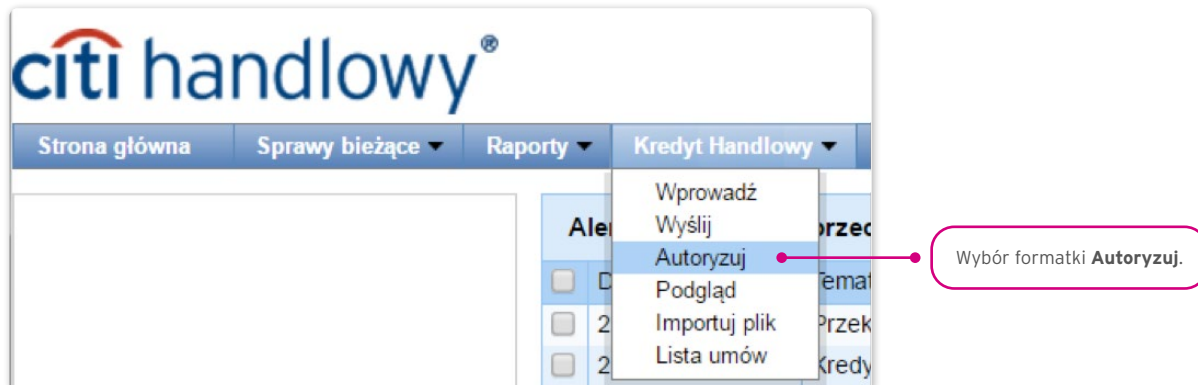 citi handlowy®
Strona główna Sprawy bieżące Raporty Kredyt Handlowy
Wprowadź
Wyślij
Autoryzuj
Podgląd
Importuj plik
Lista umów
Wybór formatki Autoryzuj.